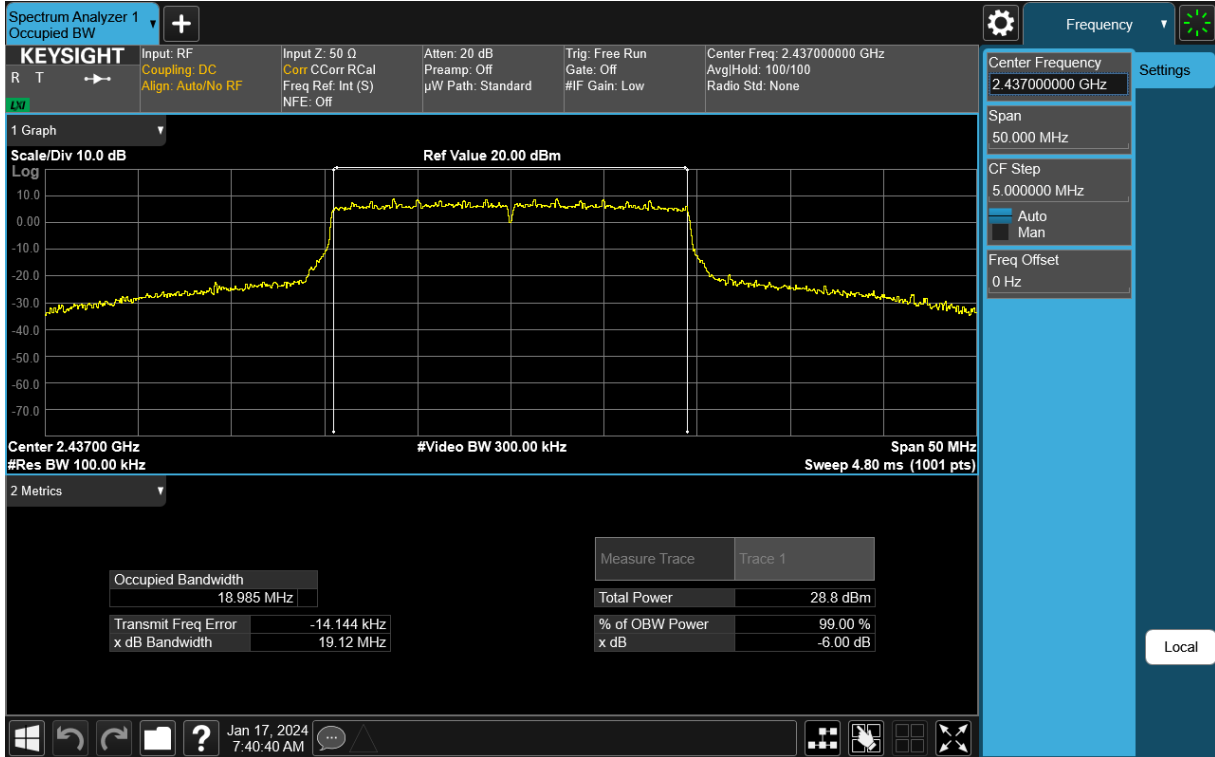 Spectrum Analyzer 1
Occupied BW
Frequency
KEYSIGHT
R T
LXI
Input: RF
Coupling: DC
Align: Auto/No RF
Input Z: 50 Ω
Corr CCorr RCal
Freq Ref: Int (S)
NFE: Off
Atten: 20 dB
Preamp: Off
µW Path: Standard
Trig: Free Run
Gate: Off
#IF Gain: Low
Center Freq: 2.437000000 GHz
Avg|Hold: 100/100
Radio Std: None
Center Frequency
2.437000000 GHz
Settings
Span
50.000 MHz
CF Step
5.000000 MHz
Auto
Man
Freq Offset
0 Hz
Local
1 Graph
Scale/Div 10.0 dB
Ref Value 20.00 dBm
Log
10.0
0.00
-10.0
-20.0
-30.0
-40.0
-50.0
-60.0
-70.0
Center 2.43700 GHz
#Video BW 300.00 kHz
Span 50 MHz
#Res BW 100.00 kHz
Sweep 4.80 ms (1001 pts)
2 Metrics
Measure Trace Trace 1
Occupied Bandwidth
18.985 MHz
Total Power 28.8 dBm
Transmit Freq Error -14.144 kHz
% of OBW Power 99.00 %
x dB Bandwidth 19.12 MHz
x dB -6.00 dB
?
Jan 17, 2024
7:40:40 AM